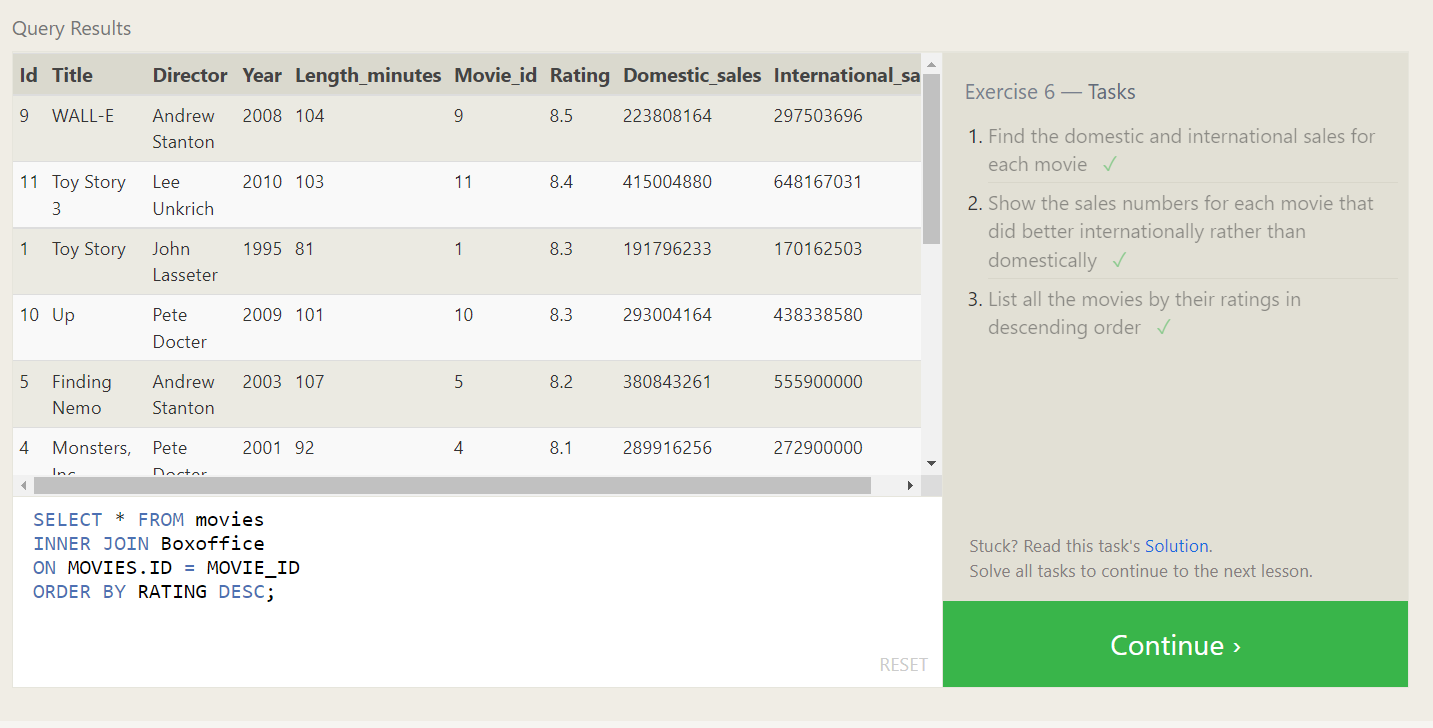 Query Results
Id Title Director Year Length_minutes Movie_id Rating Domestic_sales International_sa
9 WALL-E Andrew 2008 104 9 8.5 223808164 297503696
Stanton
11 Toy Story Lee 2010 103 11 8.4 415004880 648167031
3 Unkrich
1 Toy Story John 1995 81 1 8.3 191796233 170162503
Lasseter
10 Up Pete 2009 101 10 8.3 293004164 438338580
Docter
5 Finding Andrew 2003 107 5 8.2 380843261 555900000
Nemo Stanton
4 Monsters, Pete 2001 92 4 8.1 289916256 272900000
Inc. Docter
SELECT * FROM movies
INNER JOIN Boxoffice
ON MOVIES.ID = MOVIE_ID
ORDER BY RATING DESC;
RESET
Exercise 6 — Tasks
1. Find the domestic and international sales for
each movie ✓
2. Show the sales numbers for each movie that
did better internationally rather than
domestically ✓
3. List all the movies by their ratings in
descending order ✓
Stuck? Read this task's Solution.
Solve all tasks to continue to the next lesson.
Continue ›